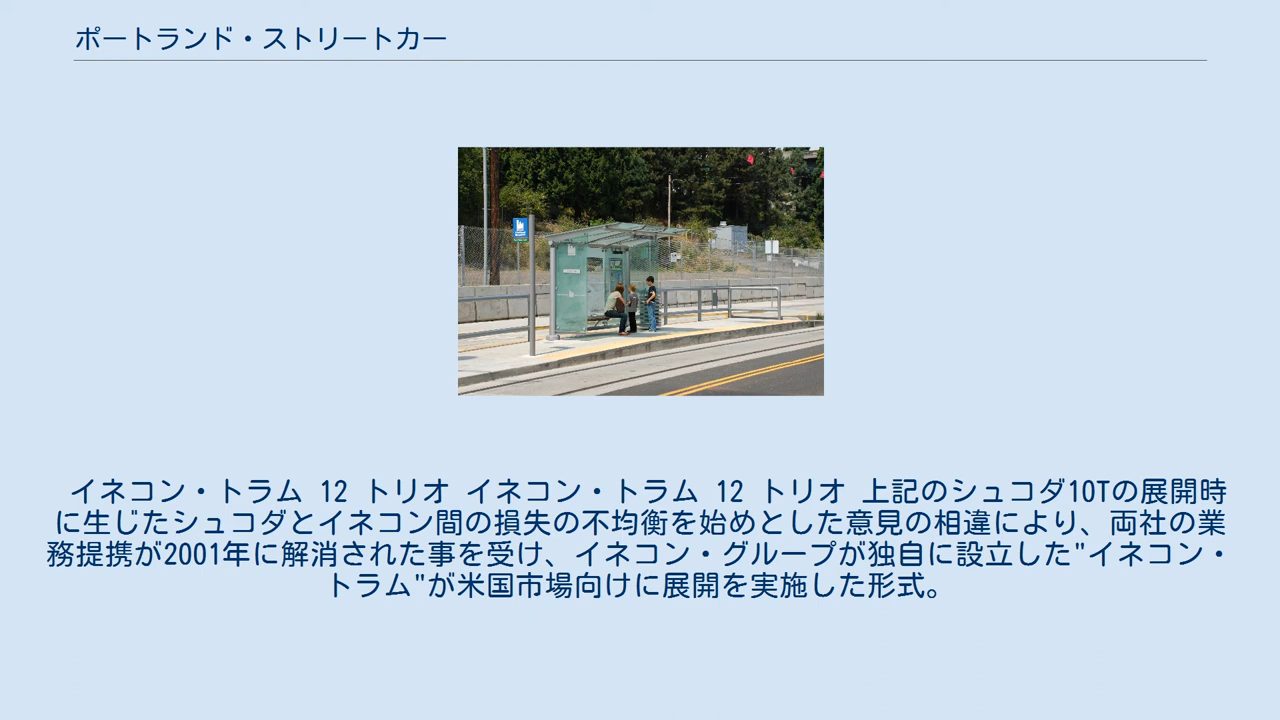 ポートランド・ストリートカー
イネコン・トラム 12 トリオ イネコン・トラム 12 トリオ 上記のシュコダ10Tの展開時
に生じたシュコダとイネコン間の損失の不均衡を始めとした意見の相違により、両社の業
務提携が2001年に解消された事を受け、イネコン・グループが独自に設立した"イネコン・
トラム"が米国市場向けに展開を実施した形式。